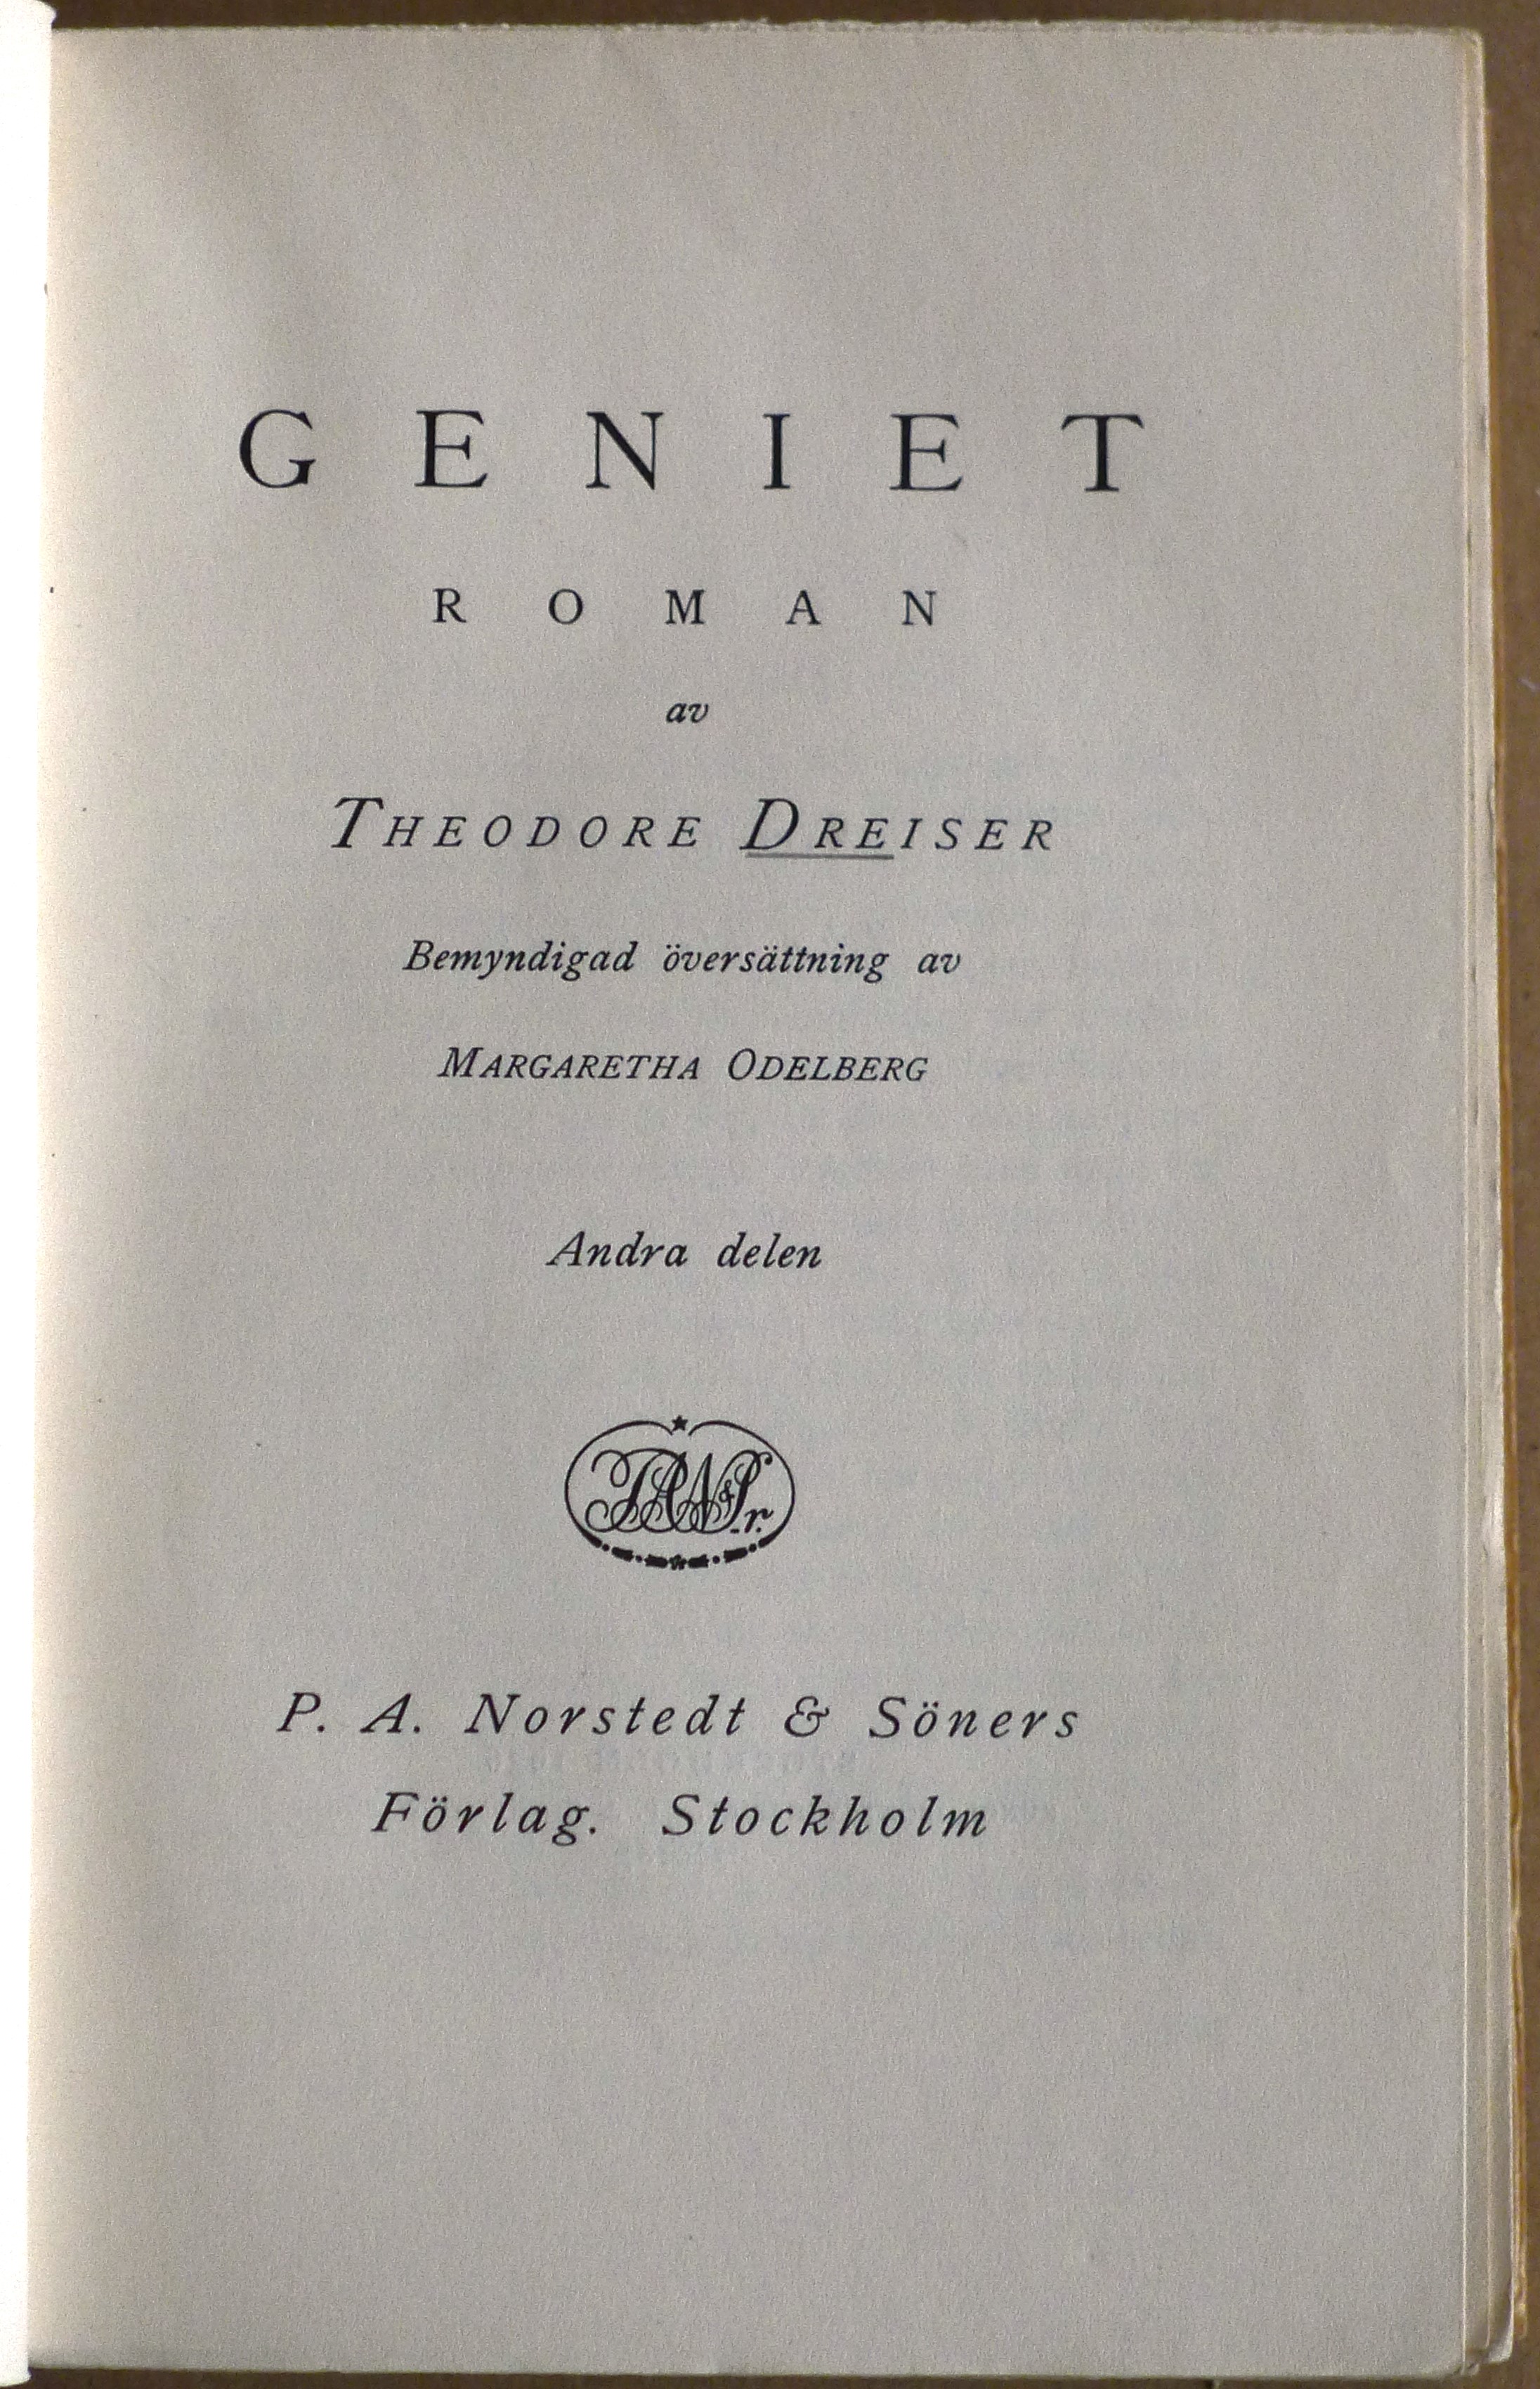 GENIET
ROMAN
av
THEODORE DREISER
Bemyndigad översättning av
MARGARETHA ODELBERG
Andra delen
P. A. Norstedt & Söners
Förlag. Stockholm